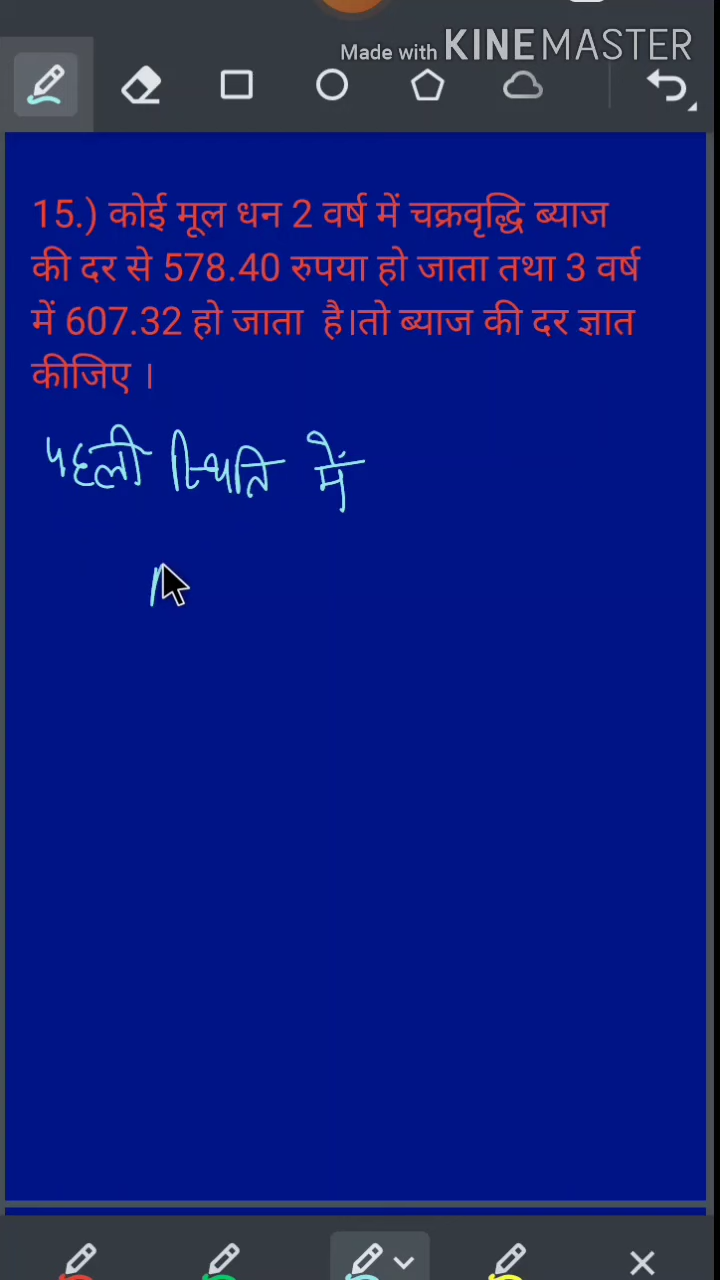 Made with KINEMASTER
15.) कोई मूल धन 2 वर्ष में चक्रवृद्धि ब्याज
की दर से 578.40 रुपया हो जाता तथा 3 वर्ष
में 607.32 हो जाता है।तो ब्याज की दर ज्ञात
कीजिए ।
पहली स्थिति में